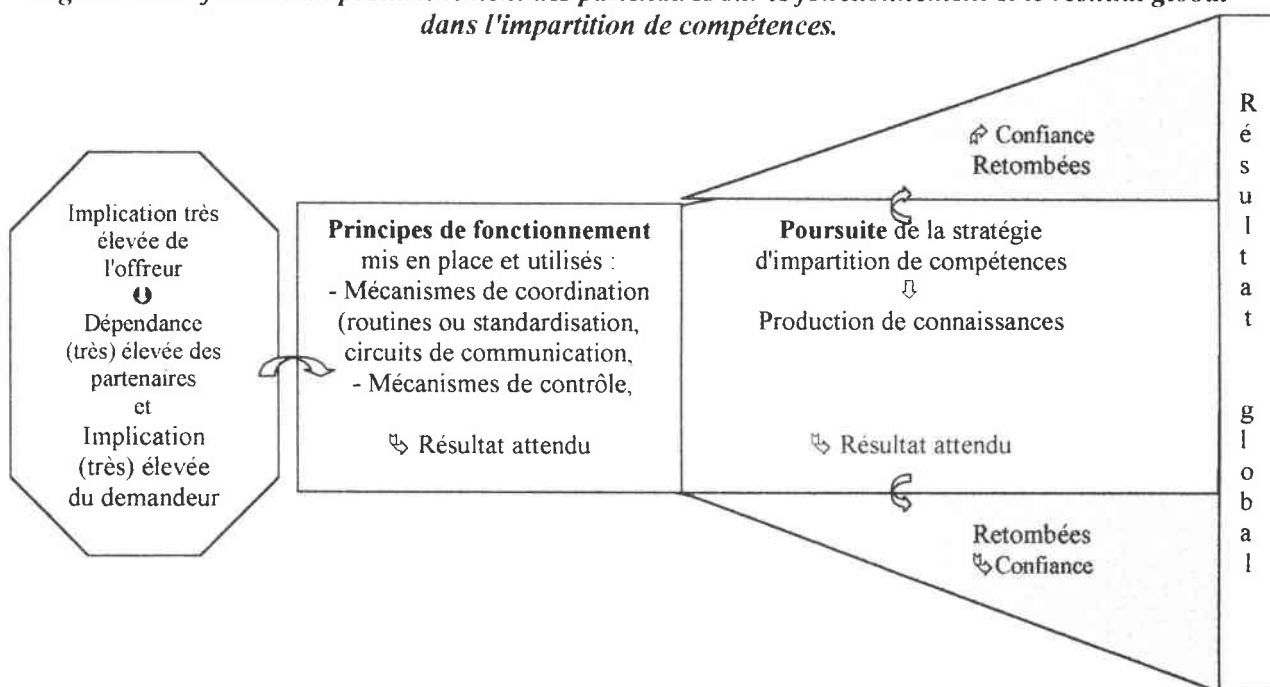 dans l'impartition de compétences.
Implication très
élevée de
l'offreur
Dépendance
(très) élevée des
partenaires
et
Implication
(très) élevée
du demandeur
Principes de fonctionnement
mis en place et utilisés :
- Mécanismes de coordination
(routines ou standardisation,
circuits de communication,
- Mécanismes de contrôle,
Résultat attendu
Confiance
Retombées
Poursuite de la stratégie
d'impartition de compétences
Production de connaissances
Résultat attendu
Retombées
Confiance
Résultat global